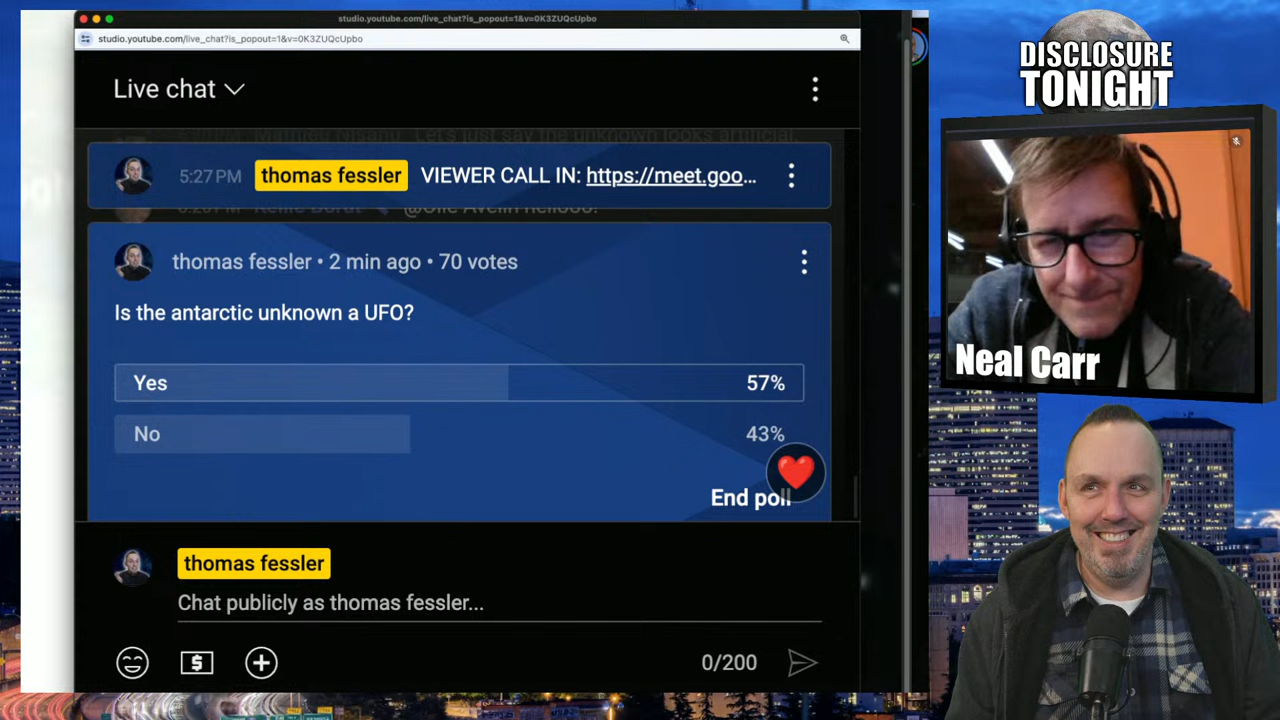 studio.youtube.com/live_chat?is_popout=1&v=0K3ZUQcUpbo
studio.youtube.com/live_chat?is_popout=1&v=0K3ZUQcUpbo
Live chat
5:27 PM thomas fessler VIEWER CALL IN: https://meet.goo...
thomas fessler • 2 min ago • 70 votes
Is the antarctic unknown a UFO?
Yes 57%
No 43%
End poll
thomas fessler
Chat publicly as thomas fessler...
$
0/200
DISCLOSURE
TONIGHT
Neal Carr